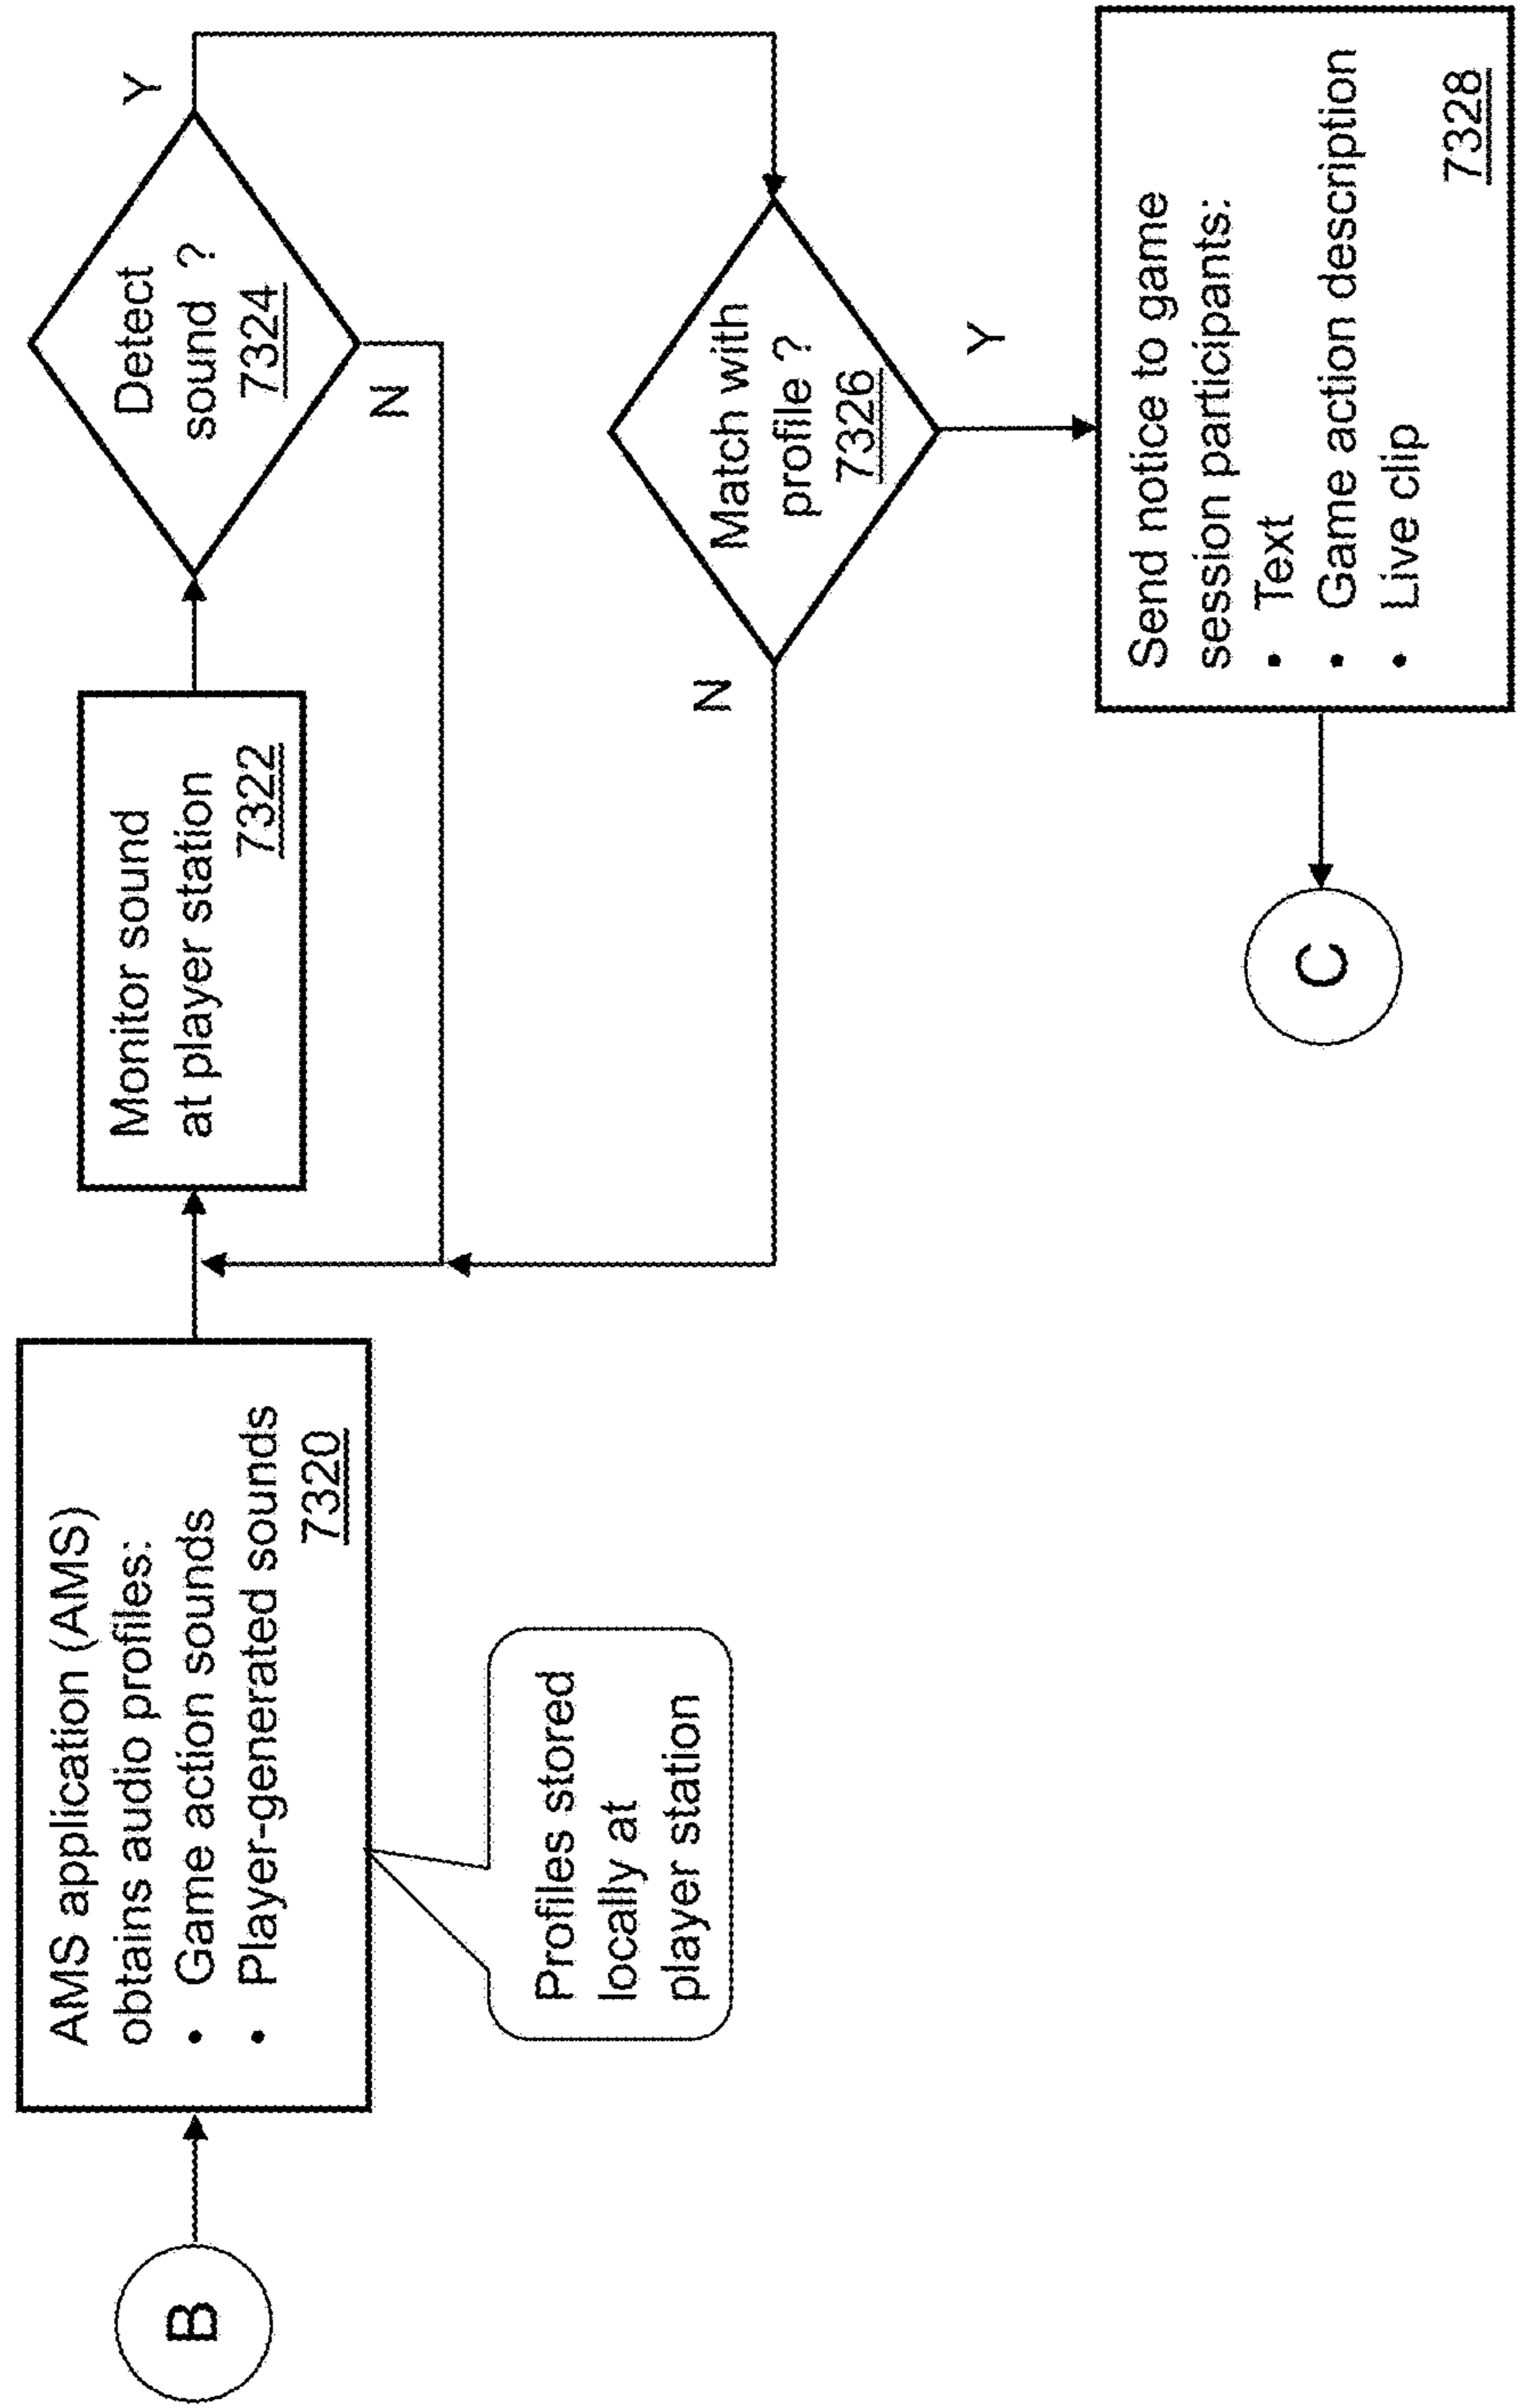 B
AMS application (AMS)
obtains audio profiles:
• Game action sounds
• Player-generated sounds
7320
Profiles stored
locally at
player station
Monitor sound
at player station
7322
Detect
sound ?
7324
Y
N
Match with
profile ?
7326
N
Y
Send notice to game
session participants:
• Text
• Game action description
• Live clip
7328
C